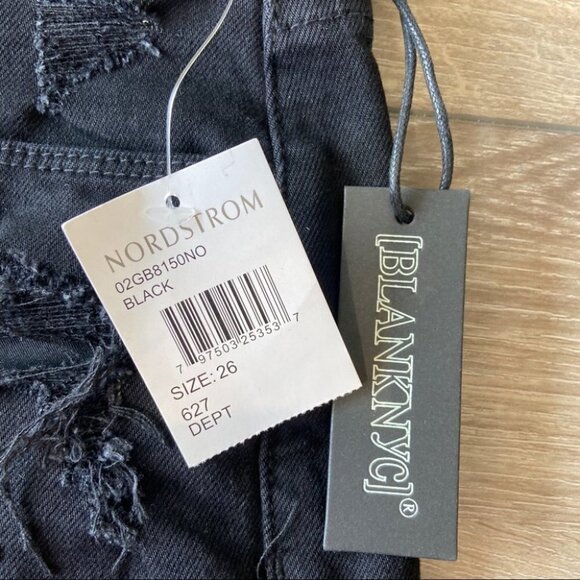 NORDSTROM
02GB8150NO
BLACK
7 97503 25353 7
SIZE: 26
627
DEPT
[BLANKNYC]®